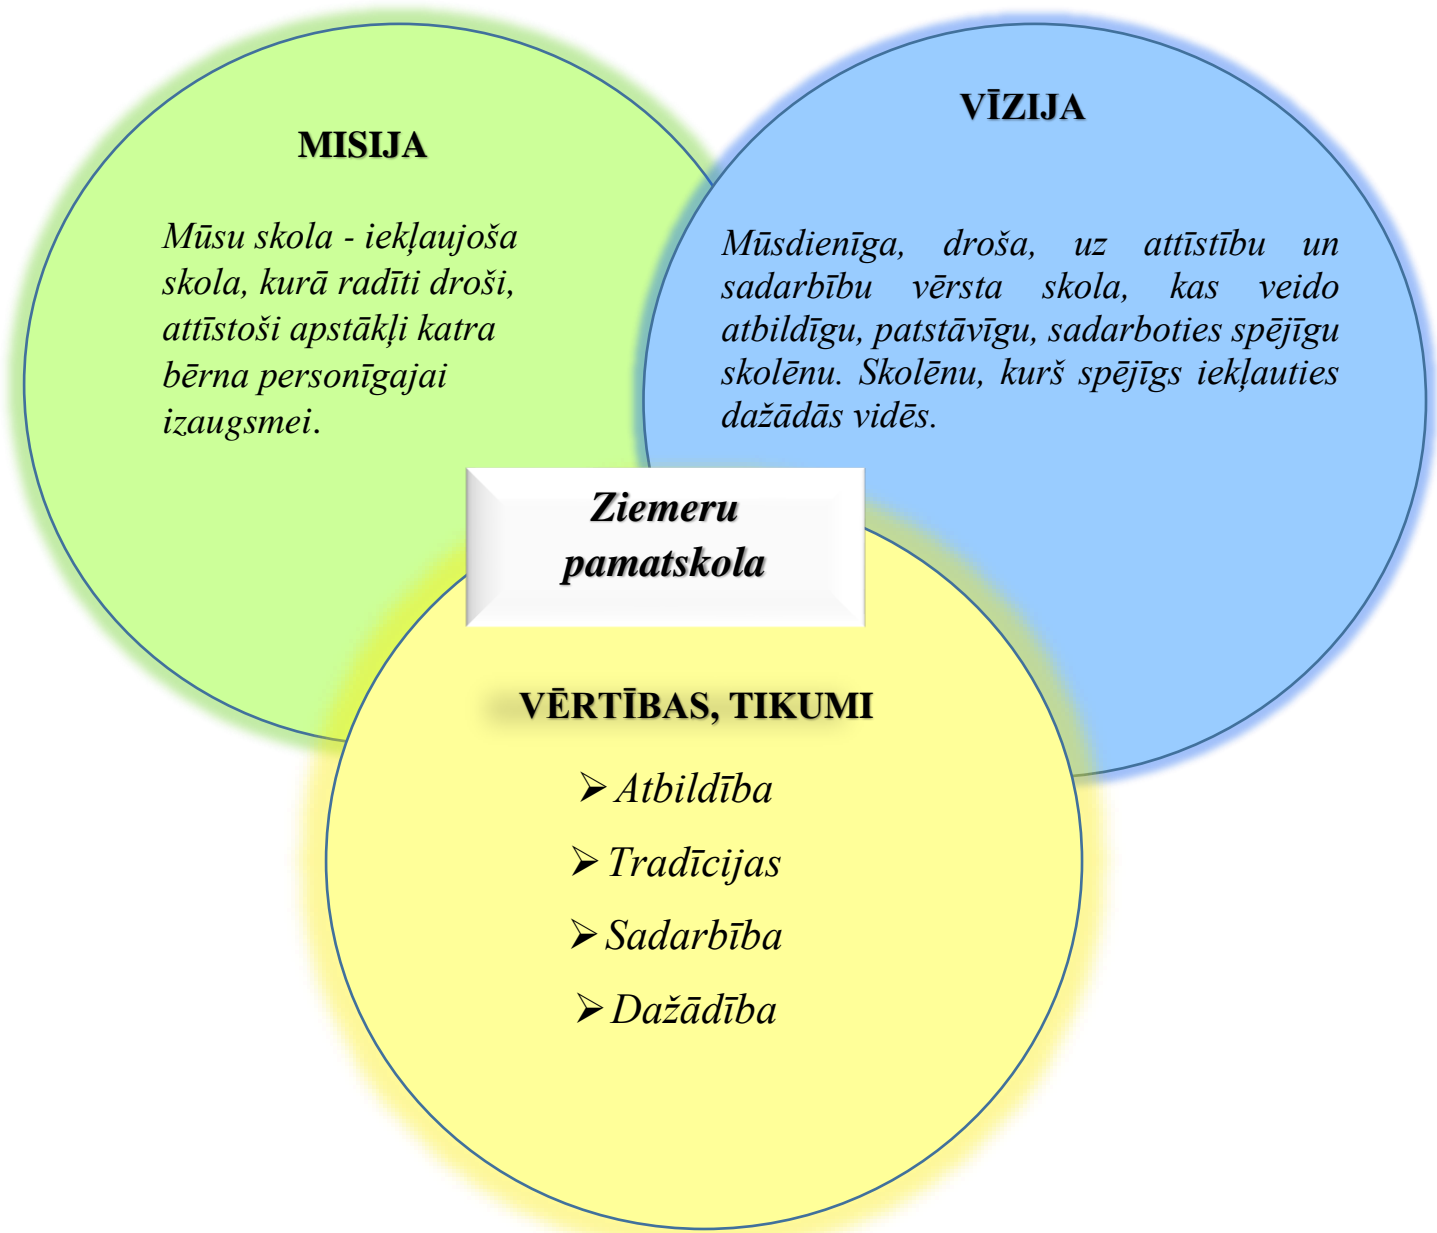 MISIJA
Mūsu skola - iekļaujoša
skola, kurā radīti droši,
attīstoši apstākļi katra
bērna personīgajai
izaugsmei.
VĪZIJA
Mūsdienīga, droša, uz attīstību un
sadarbību vērsta skola, kas veido
atbildīgu, patstāvīgu, sadarboties spējīgu
skolēnu. Skolēnu, kurš spējīgs iekļauties
dažādās vidēs.
Ziemeru
pamatskola
VĒRTĪBAS, TIKUMI
➢ Atbildība
➢ Tradīcijas
➢ Sadarbība
➢ Dažādība